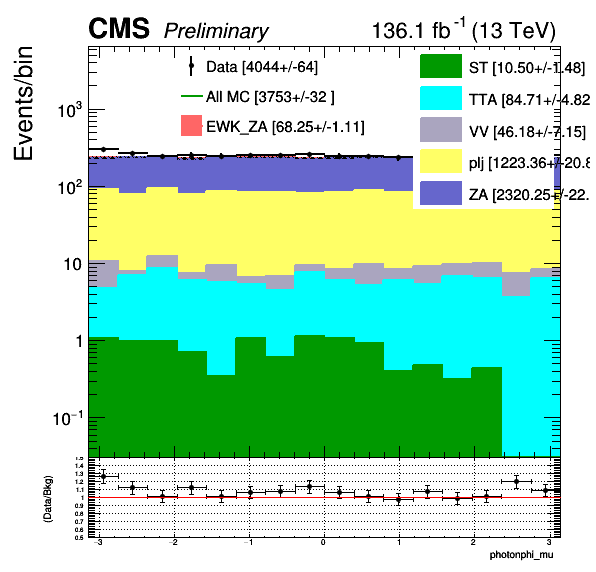 CMS Preliminary 136.1 fb⁻¹ (13 TeV)
Events/bin
Data [4044+/-64]
All MC [3753+/-32 ]
EWK_ZA [68.25+/-1.11]
ST [10.50+/-1.48]
TTA [84.71+/-4.82
VV [46.18+/-7.15]
plj [1223.36+/-20.8
ZA [2320.25+/-22.
10³
10²
10
1
10⁻¹
(Data/Bkg)
1.5
1.4
1.3
1.2
1.1
1
0.9
0.8
0.7
0.6
0.5
−3 −2 −1 0 1 2 3
photonphi_mu